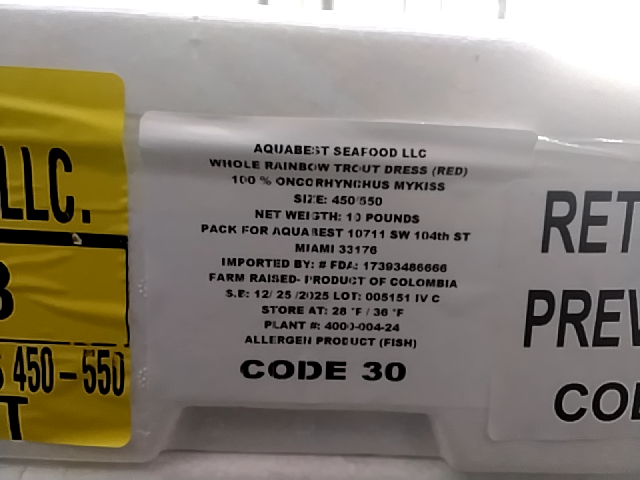 LLC.
B
450-550
T
AQUABEST SEAFOOD LLC
WHOLE RAINBOW TROUT DRESS (RED)
100 % ONCORHYNCHUS MYKISS
SIZE: 450/550
NET WEIGTH: 10 POUNDS
PACK FOR AQUABEST 10711 SW 104th ST
MIAMI 33176
IMPORTED BY: # FDA: 17393486666
FARM RAISED- PRODUCT OF COLOMBIA
S.E: 12/ 25 /2025 LOT: 005151 IV C
STORE AT: 28 °F / 36 °F
PLANT #: 4000-004-24
ALLERGEN PRODUCT (FISH)
CODE 30
RET
PREV
COL